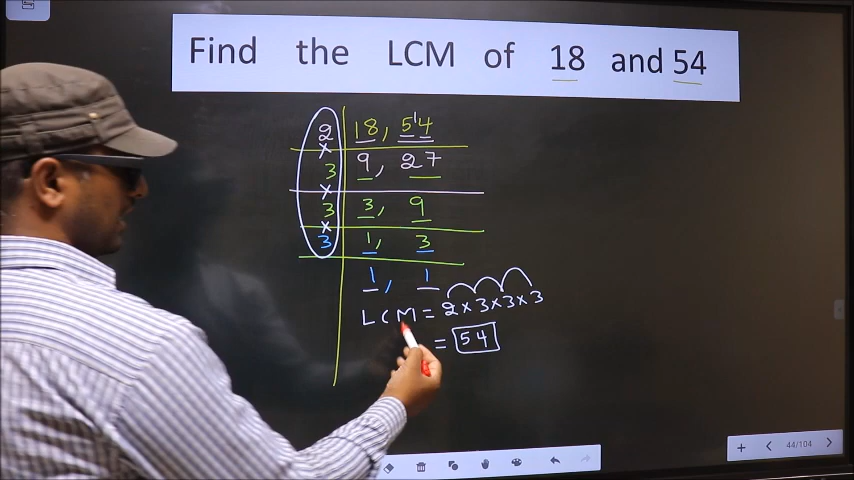 Find the LCM of 18 and 54
2 18, 5¹4
× 3 9, 27
× 3 3, 9
× 3 1, 3
1, 1
LCM = 2×3×3×3
= 54
44/104